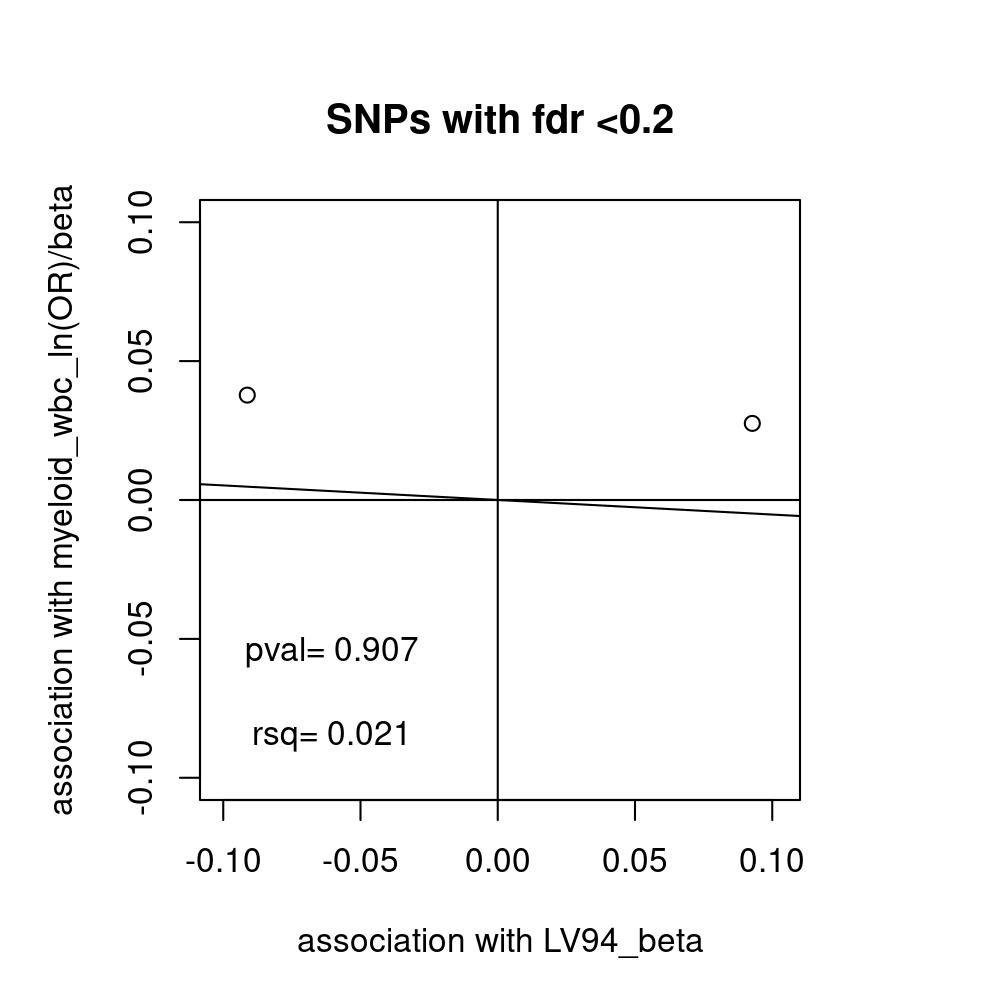 SNPs with fdr <0.2
association with myeloid_wbc_ln(OR)/beta
0.10
0.05
0.00
-0.05
-0.10
pval= 0.907
rsq= 0.021
-0.10 -0.05 0.00 0.05 0.10
association with LV94_beta